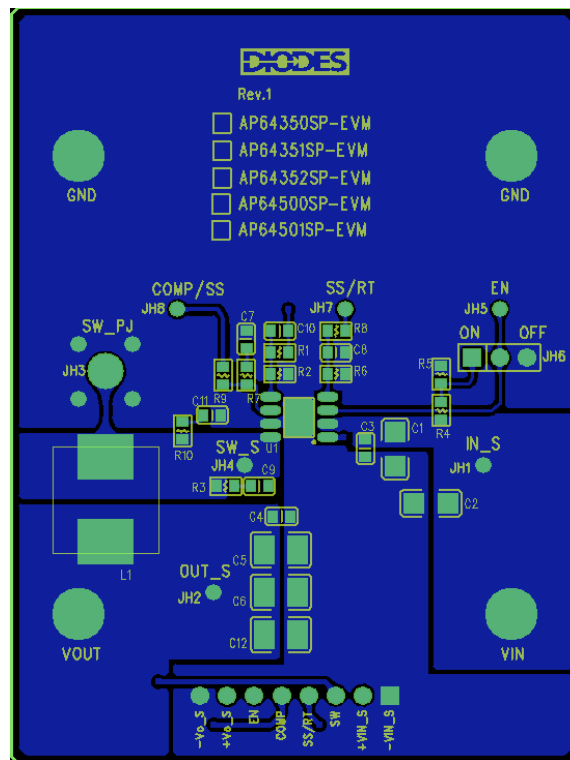 DIODES
Rev.1
AP64350SP-EVM
AP64351SP-EVM
AP64352SP-EVM
AP64500SP-EVM
AP64501SP-EVM
GND
GND
COMP/SS
SS/RT
EN
JH8
JH7
JH5
SW_PJ
C7
C10
R8
ON
OFF
JH3
R1
C8
R5
JH6
R2
R6
R9
R7
C11
R4
C3
C1
U1
R10
SW_S
IN_S
JH4
JH1
R3
C9
C2
C4
C5
L1
OUT_S
JH2
C6
C12
VOUT
VIN
-Vo_S
+Vo_S
EN
COMP
SS/RT
SW
+VIN_S
-VIN_S